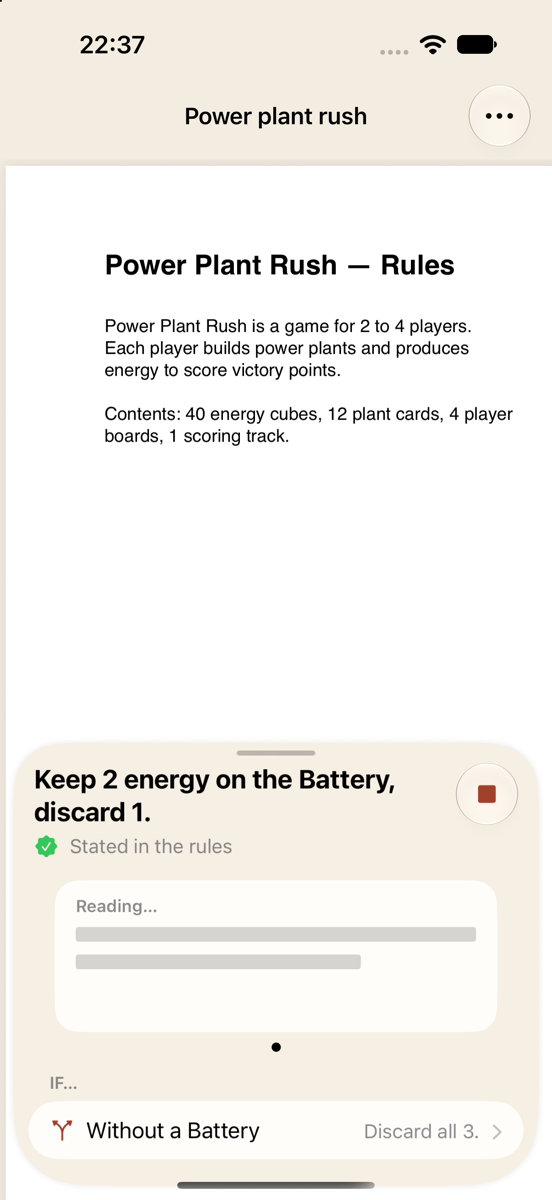 22:37
Power plant rush
Power Plant Rush — Rules
Power Plant Rush is a game for 2 to 4 players.
Each player builds power plants and produces
energy to score victory points.
Contents: 40 energy cubes, 12 plant cards, 4 player
boards, 1 scoring track.
Keep 2 energy on the Battery,
discard 1.
Stated in the rules
Reading...
IF...
Without a Battery Discard all 3.